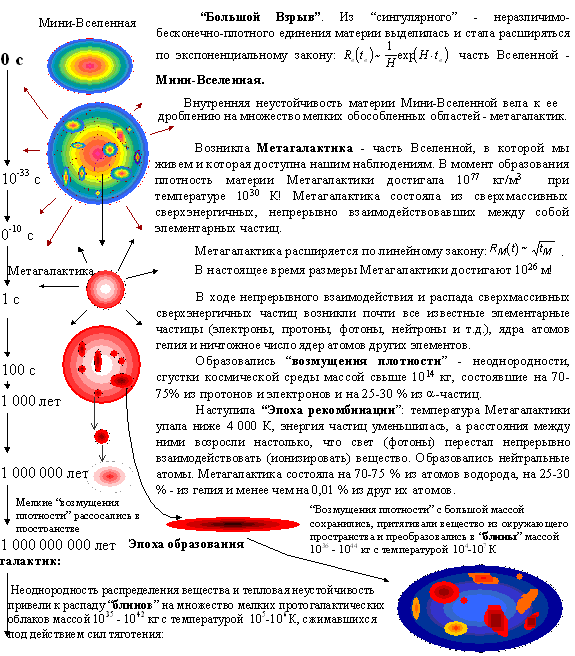 Мини-Вселенная
“Большой Взрыв”. Из “сингулярного” - неразличимо-
бесконечно-плотного единения материи выделилась и стала расширяться
по экспоненциальному закону: часть Вселенной -
Мини-Вселенная.
0 с
Внутренняя неустойчивость материи Мини-Вселенной вела к ее
дроблению на множество мелких обособленных областей - метагалактик.
Возникла Метагалактика - часть Вселенной, в которой мы
живем и которая доступна нашим наблюдениям. В момент образования
плотность материи Метагалактики достигала 10⁷⁷ кг/м³ при
температуре 10³⁰ К! Метагалактика состояла из сверхмассивных
сверхэнергичных, непрерывно взаимодействовавших между собой
элементарных частиц.
10⁻³³ с
0⁻¹⁰ с
Метагалактика расширяется по линейному закону: R_M(t) ~ √t_M .
В настоящее время размеры Метагалактики достигают 10²⁶ м!
Метагалактика
1 с
В ходе непрерывного взаимодействия и распада сверхмассивных
сверхэнергичных частиц возникли почти все известные элементарные
частицы (электроны, протоны, фотоны, нейтроны и т.д.), ядра атомов
гелия и ничтожное число ядер атомов других элементов.
Образовались “возмущения плотности” - неоднородности,
сгустки космической среды массой свыше 10¹⁴ кг, состоявшие на 70-
75% из протонов и электронов и на 25-30 % из α-частиц.
100 с
1 000 лет
Наступила “Эпоха рекомбинации”: температура Метагалактики
упала ниже 4 000 К, энергия частиц уменьшилась, а расстояния между
ними возросли настолько, что свет (фотоны) перестал непрерывно
взаимодействовать (ионизировать) вещество. Образовались нейтральные
атомы. Метагалактика состояла на 70-75 % из атомов водорода, на 25-30
% - из гелия и менее чем на 0,01 % из других атомов.
1 000 000 лет
Мелкие “возмущения
плотности” рассосались в
пространстве
“Возмущения плотности” с большой массой
сохранились, притягивали вещество из окружающего
пространства и преобразовались в “блины” массой
кг с температурой К
1 000 000 000 лет Эпоха образования
галактик:
Неоднородность распределения вещества и тепловая неустойчивость
привели к распаду “блинов” на множество мелких протогалактических
облаков массой 10³⁵ - 10⁴² кг с температурой К, сжимавшихся
под действием сил тяготения: